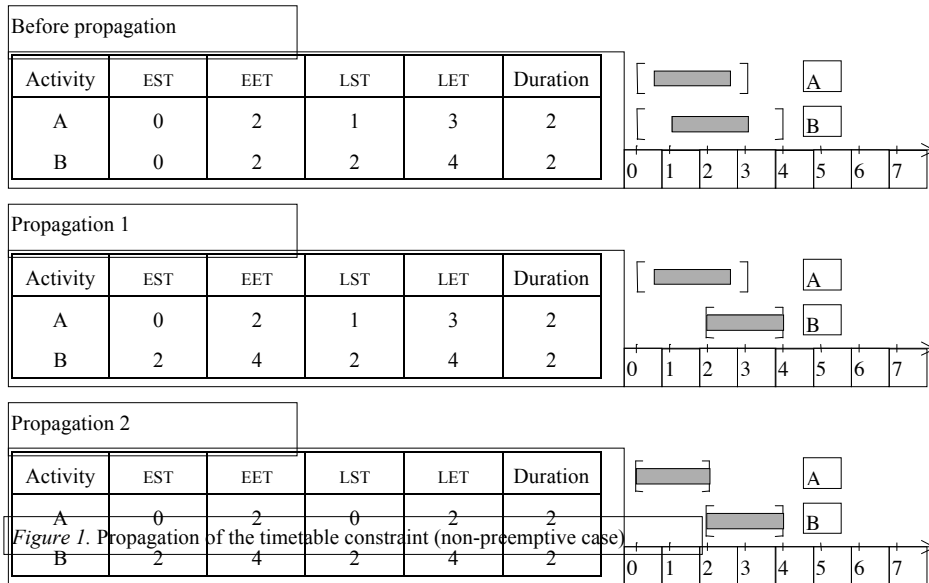 Before propagation
Activity EST EET LST LET Duration
A 0 2 1 3 2
B 0 2 2 4 2
A
B
0 1 2 3 4 5 6 7
Propagation 1
Activity EST EET LST LET Duration
A 0 2 1 3 2
B 2 4 2 4 2
A
B
0 1 2 3 4 5 6 7
Propagation 2
Activity EST EET LST LET Duration
A 0 2 0 2 2
B 2 4 2 4 2
A
B
0 1 2 3 4 5 6 7
Figure 1. Propagation of the timetable constraint (non-preemptive case)